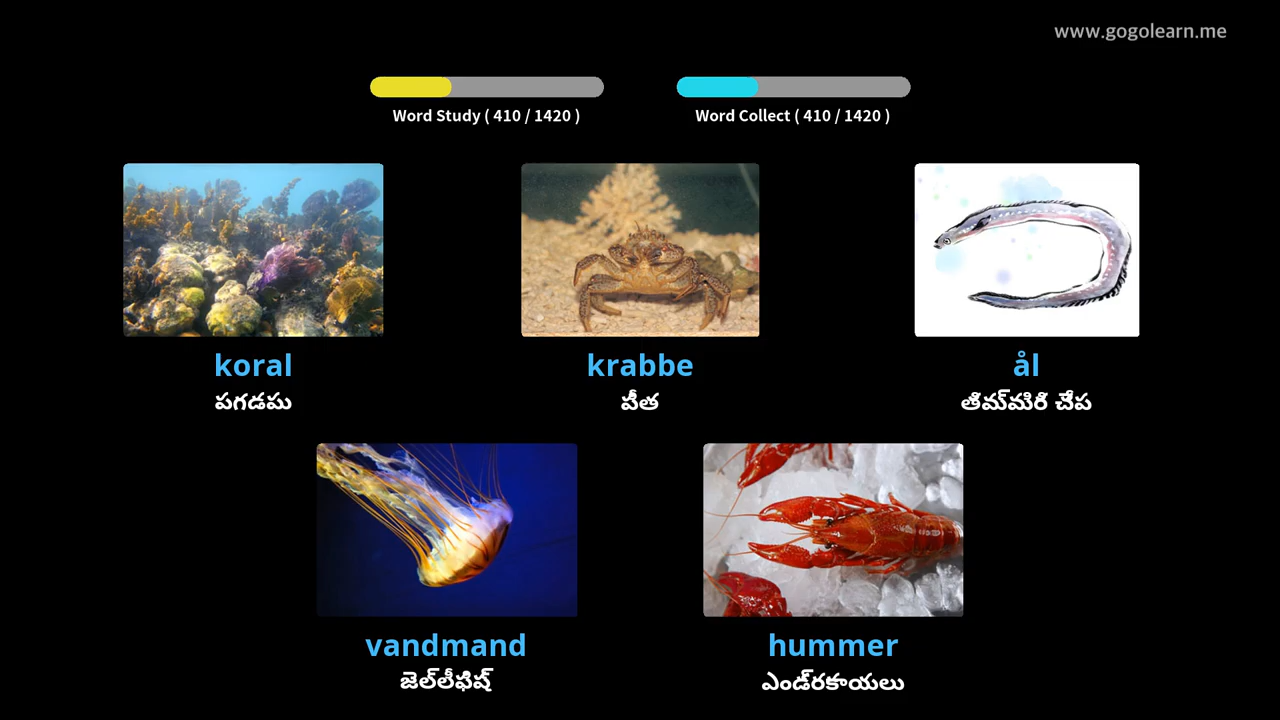 www.gogolearn.me
Word Study ( 410 / 1420 )
Word Collect ( 410 / 1420 )
koral
పగడపు
krabbe
పీత
ål
తిమ్మిరి చేప
vandmand
జెల్లీఫిష్
hummer
ఎండ్రకాయలు